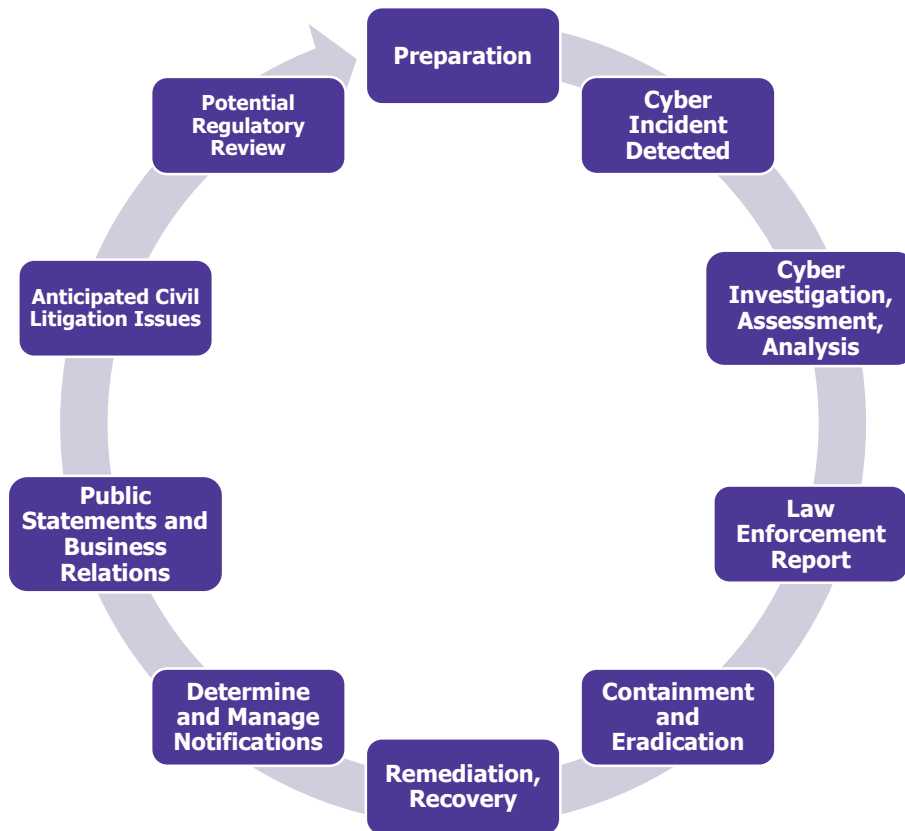 Preparation
Cyber
Incident
Detected
Cyber
Investigation,
Assessment,
Analysis
Law
Enforcement
Report
Containment
and
Eradication
Remediation,
Recovery
Determine
and Manage
Notifications
Public
Statements and
Business
Relations
Anticipated Civil
Litigation Issues
Potential
Regulatory
Review